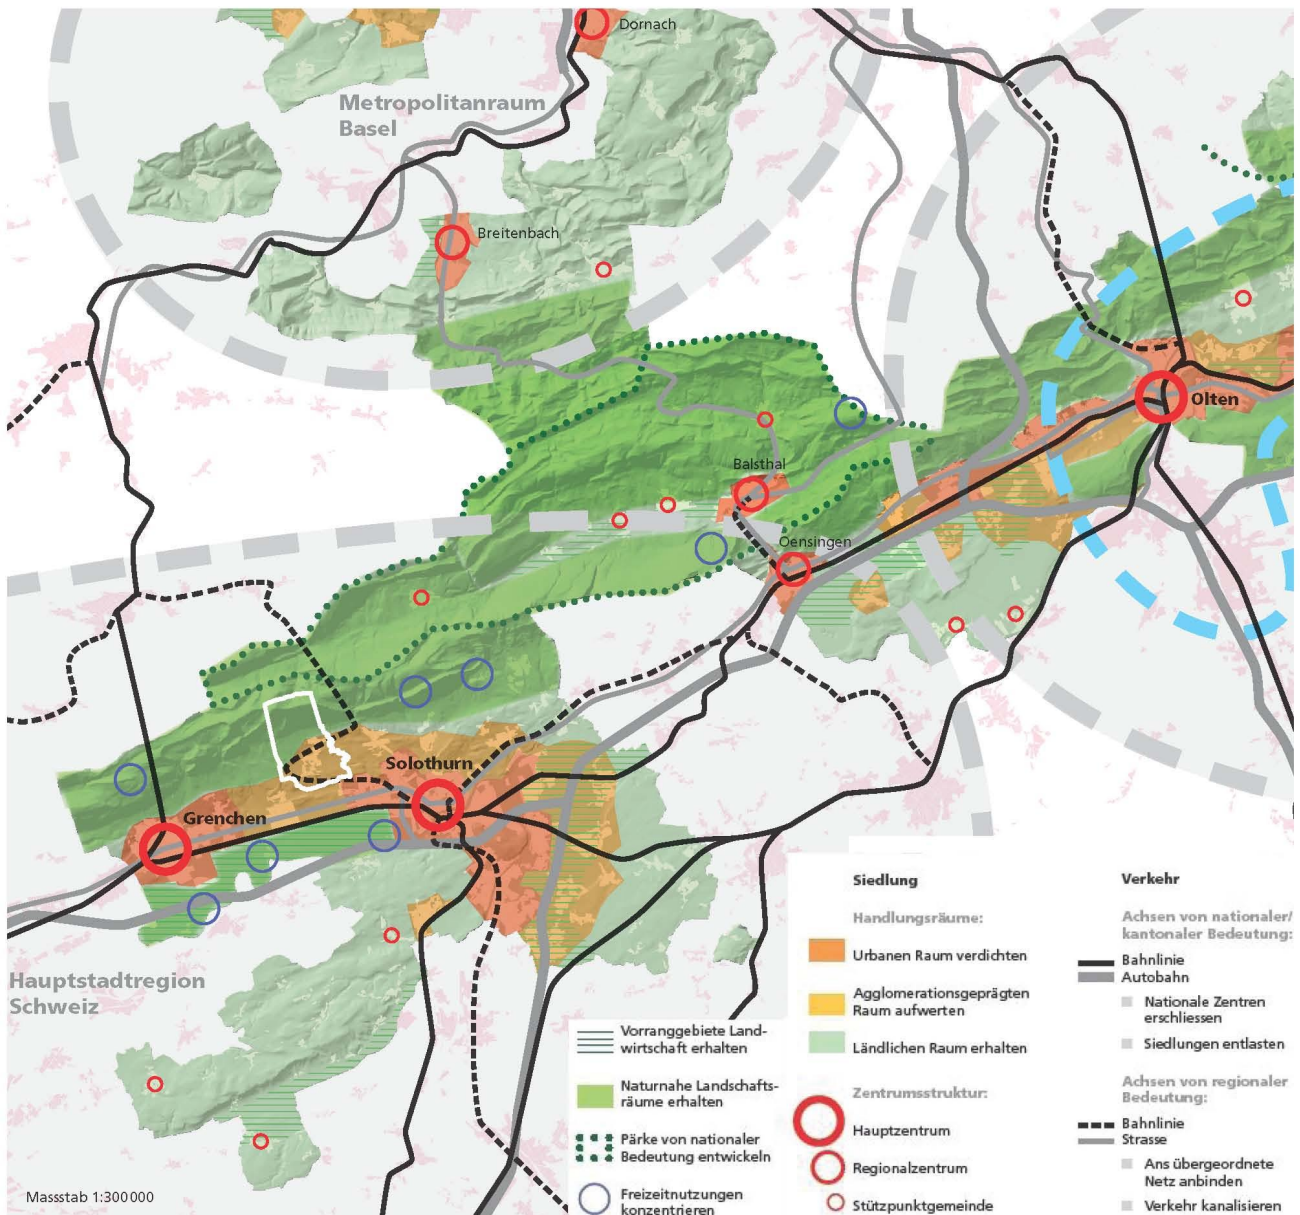 Dornach
Metropolitanraum
Basel
Breitenbach
Olten
Balsthal
Oensingen
Solothurn
Grenchen
Hauptstadtregion
Schweiz
Massstab 1:300 000
Vorranggebiete Land-
wirtschaft erhalten
Naturnahe Landschafts-
räume erhalten
Pärke von nationaler
Bedeutung entwickeln
Freizeitnutzungen
konzentrieren
Siedlung
Handlungsräume:
Urbanen Raum verdichten
Agglomerationsgeprägten
Raum aufwerten
Ländlichen Raum erhalten
Zentrumsstruktur:
Hauptzentrum
Regionalzentrum
Stützpunktgemeinde
Verkehr
Achsen von nationaler/
kantonaler Bedeutung:
Bahnlinie
Autobahn
Nationale Zentren
erschliessen
Siedlungen entlasten
Achsen von regionaler
Bedeutung:
Bahnlinie
Strasse
Ans übergeordnete
Netz anbinden
Verkehr kanalisieren